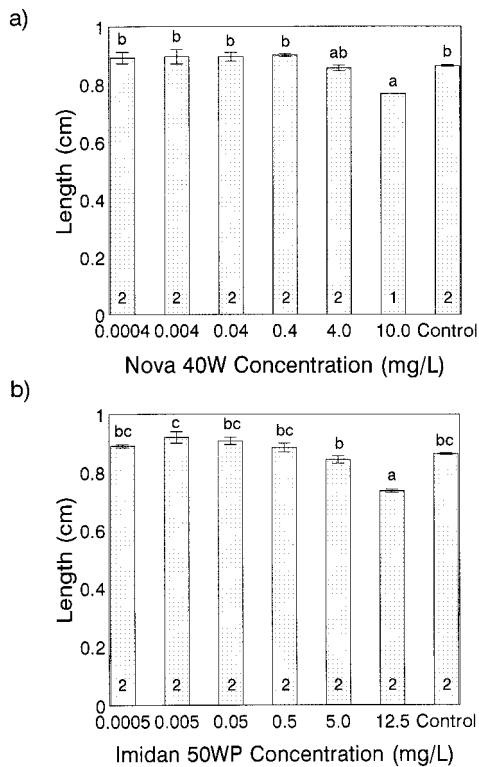 a)
1
b b b b ab a b
0.8
0.6
0.4
0.2
0
Length (cm)
2 2 2 2 2 1 2
0.0004 0.004 0.04 0.4 4.0 10.0 Control
Nova 40W Concentration (mg/L)
b)
1
bc c bc bc b a bc
0.8
0.6
0.4
0.2
0
Length (cm)
2 2 2 2 2 2 2
0.0005 0.005 0.05 0.5 5.0 12.5 Control
Imidan 50WP Concentration (mg/L)